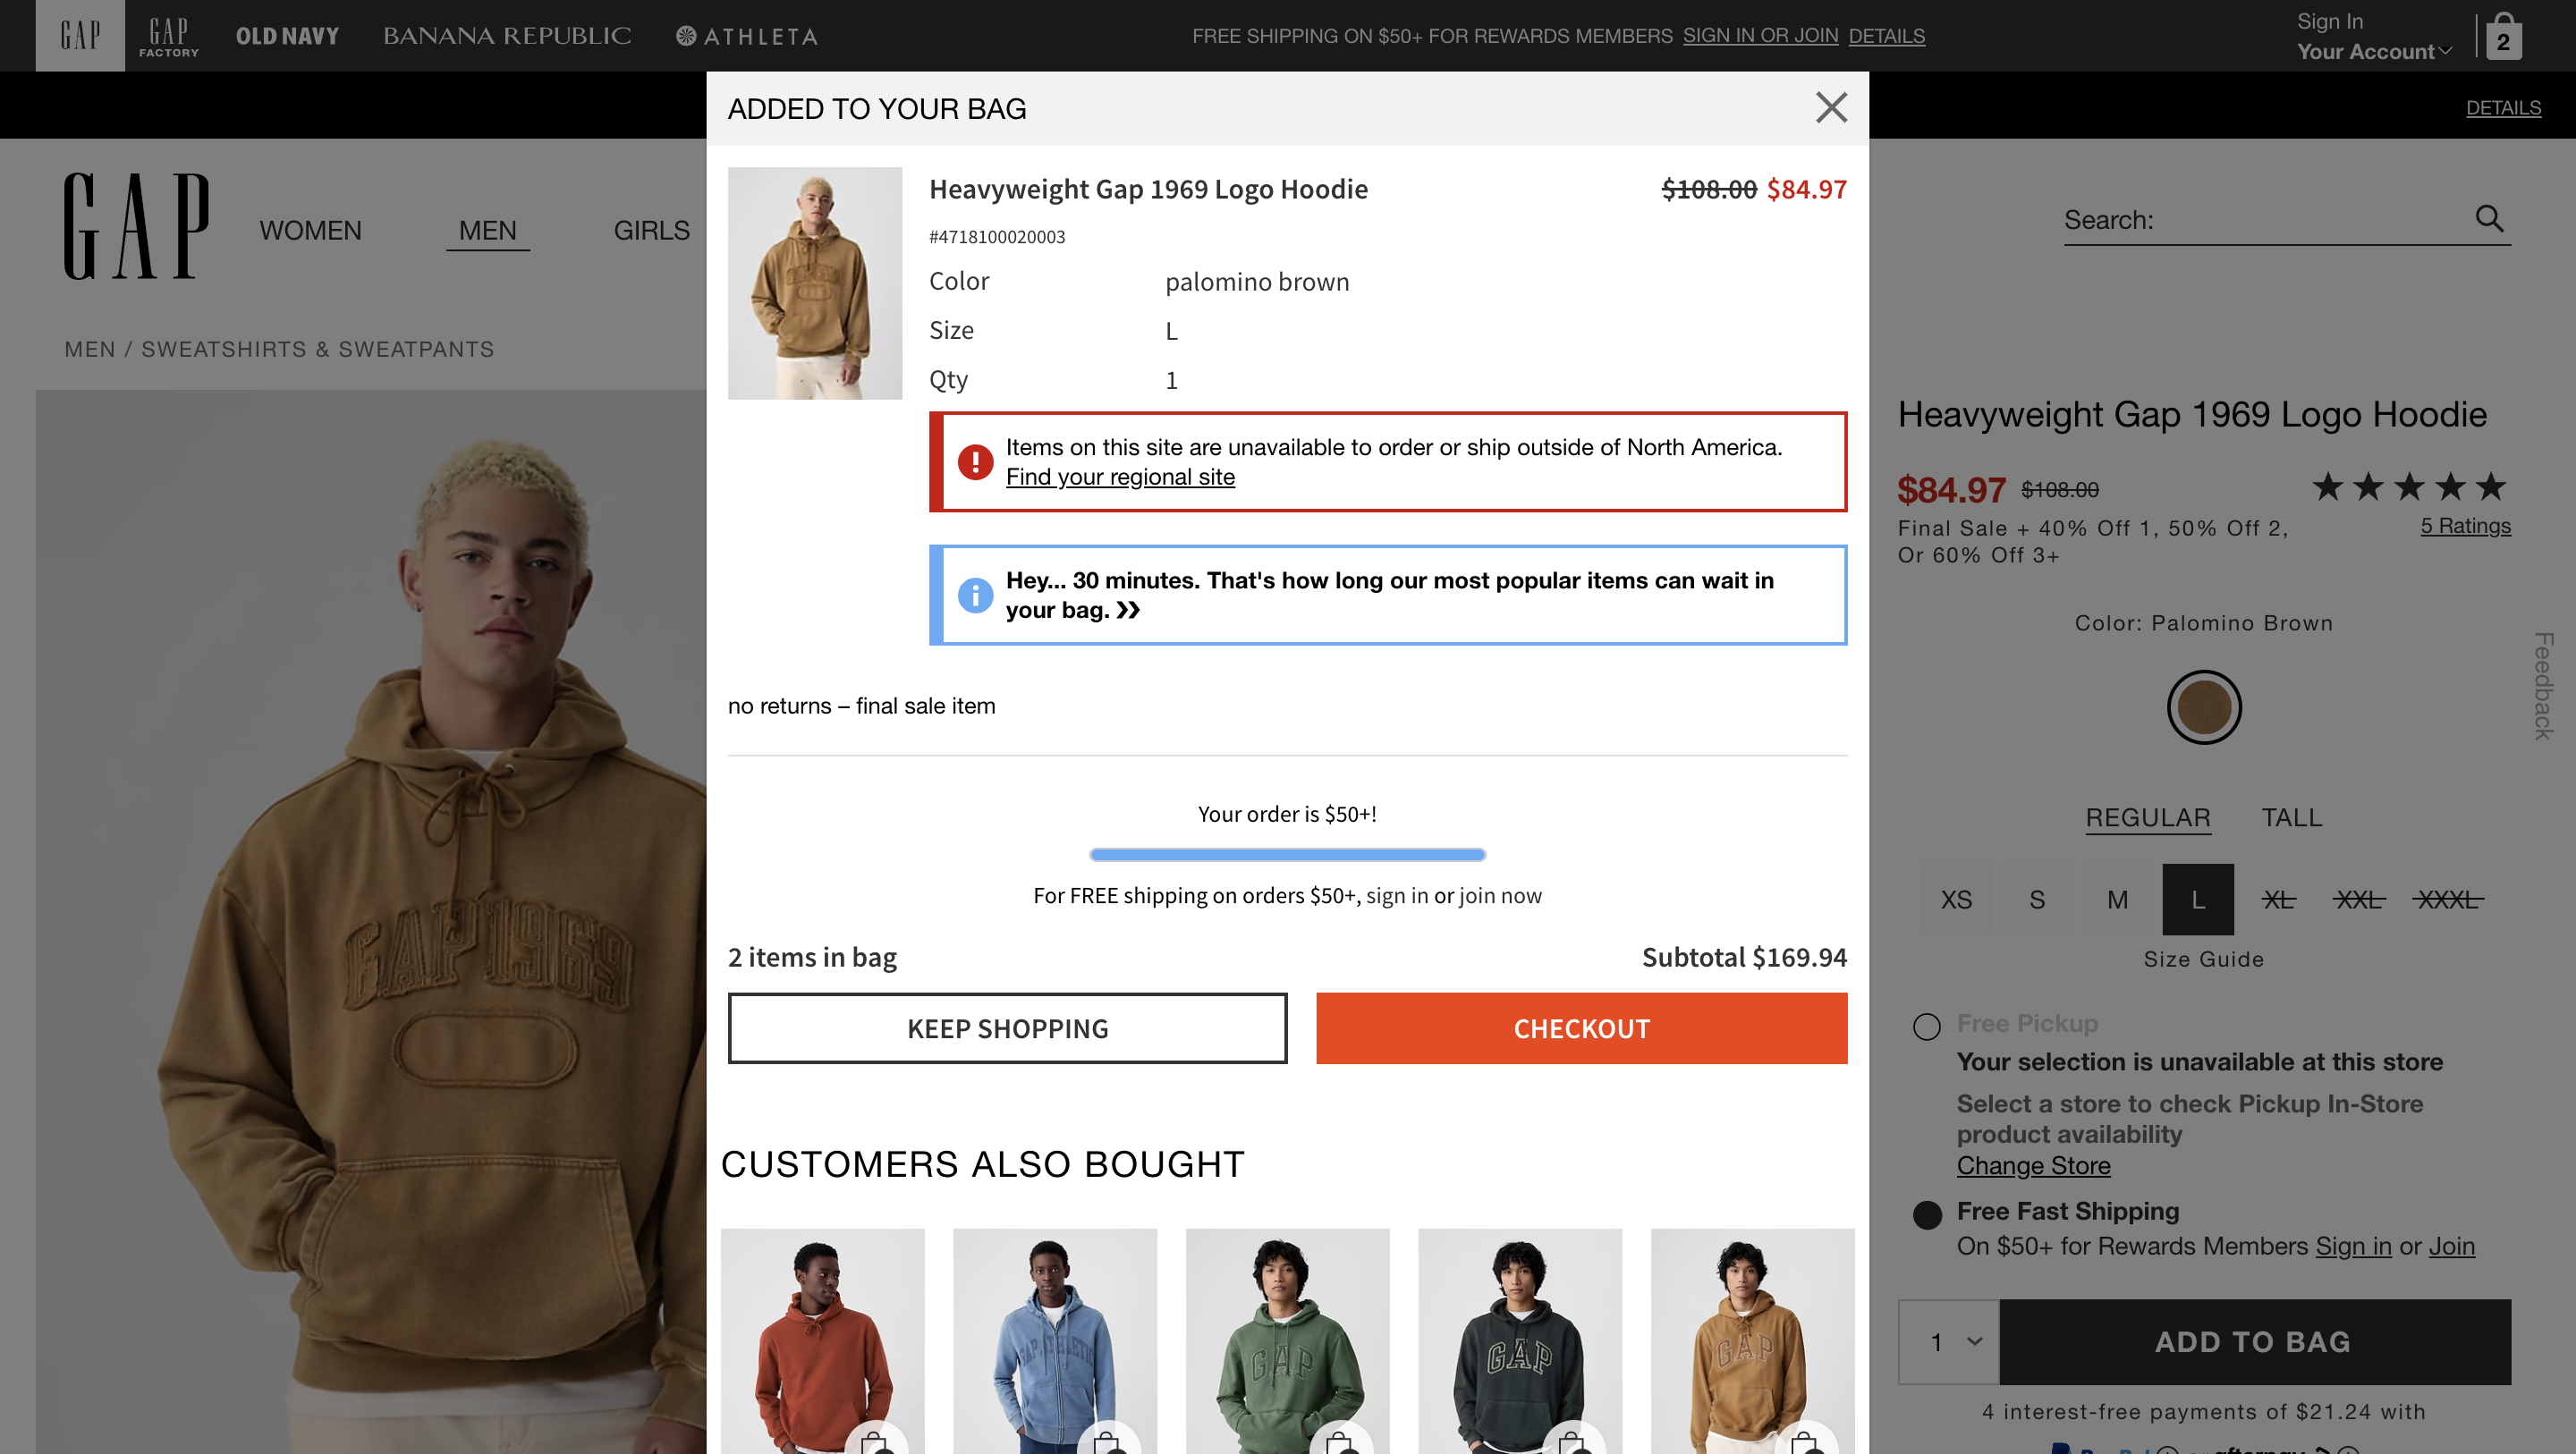 GAP
GAP
FACTORY
OLD NAVY
BANANA REPUBLIC
ATHLETA
FREE SHIPPING ON $50+ FOR REWARDS MEMBERS SIGN IN OR JOIN DETAILS
Sign In
Your Account
2
DETAILS
GAP
WOMEN
MEN
GIRLS
Search:
MEN / SWEATSHIRTS & SWEATPANTS
GAP 1969
ADDED TO YOUR BAG
Heavyweight Gap 1969 Logo Hoodie
$108.00 $84.97
#4718100020003
Color palomino brown
Size L
Qty 1
Items on this site are unavailable to order or ship outside of North America.
Find your regional site
Hey... 30 minutes. That's how long our most popular items can wait in
your bag. »
no returns – final sale item
Your order is $50+!
For FREE shipping on orders $50+, sign in or join now
2 items in bag
Subtotal $169.94
KEEP SHOPPING
CHECKOUT
CUSTOMERS ALSO BOUGHT
GAP ATHLETIC
GAP
GAP
GAP
Heavyweight Gap 1969 Logo Hoodie
$84.97 $108.00
5 Ratings
Final Sale + 40% Off 1, 50% Off 2,
Or 60% Off 3+
Color: Palomino Brown
REGULAR TALL
XS S M L XL XXL XXXL
Size Guide
Free Pickup
Your selection is unavailable at this store
Select a store to check Pickup In-Store
product availability
Change Store
Free Fast Shipping
On $50+ for Rewards Members Sign in or Join
1
ADD TO BAG
4 interest-free payments of $21.24 with
Feedback